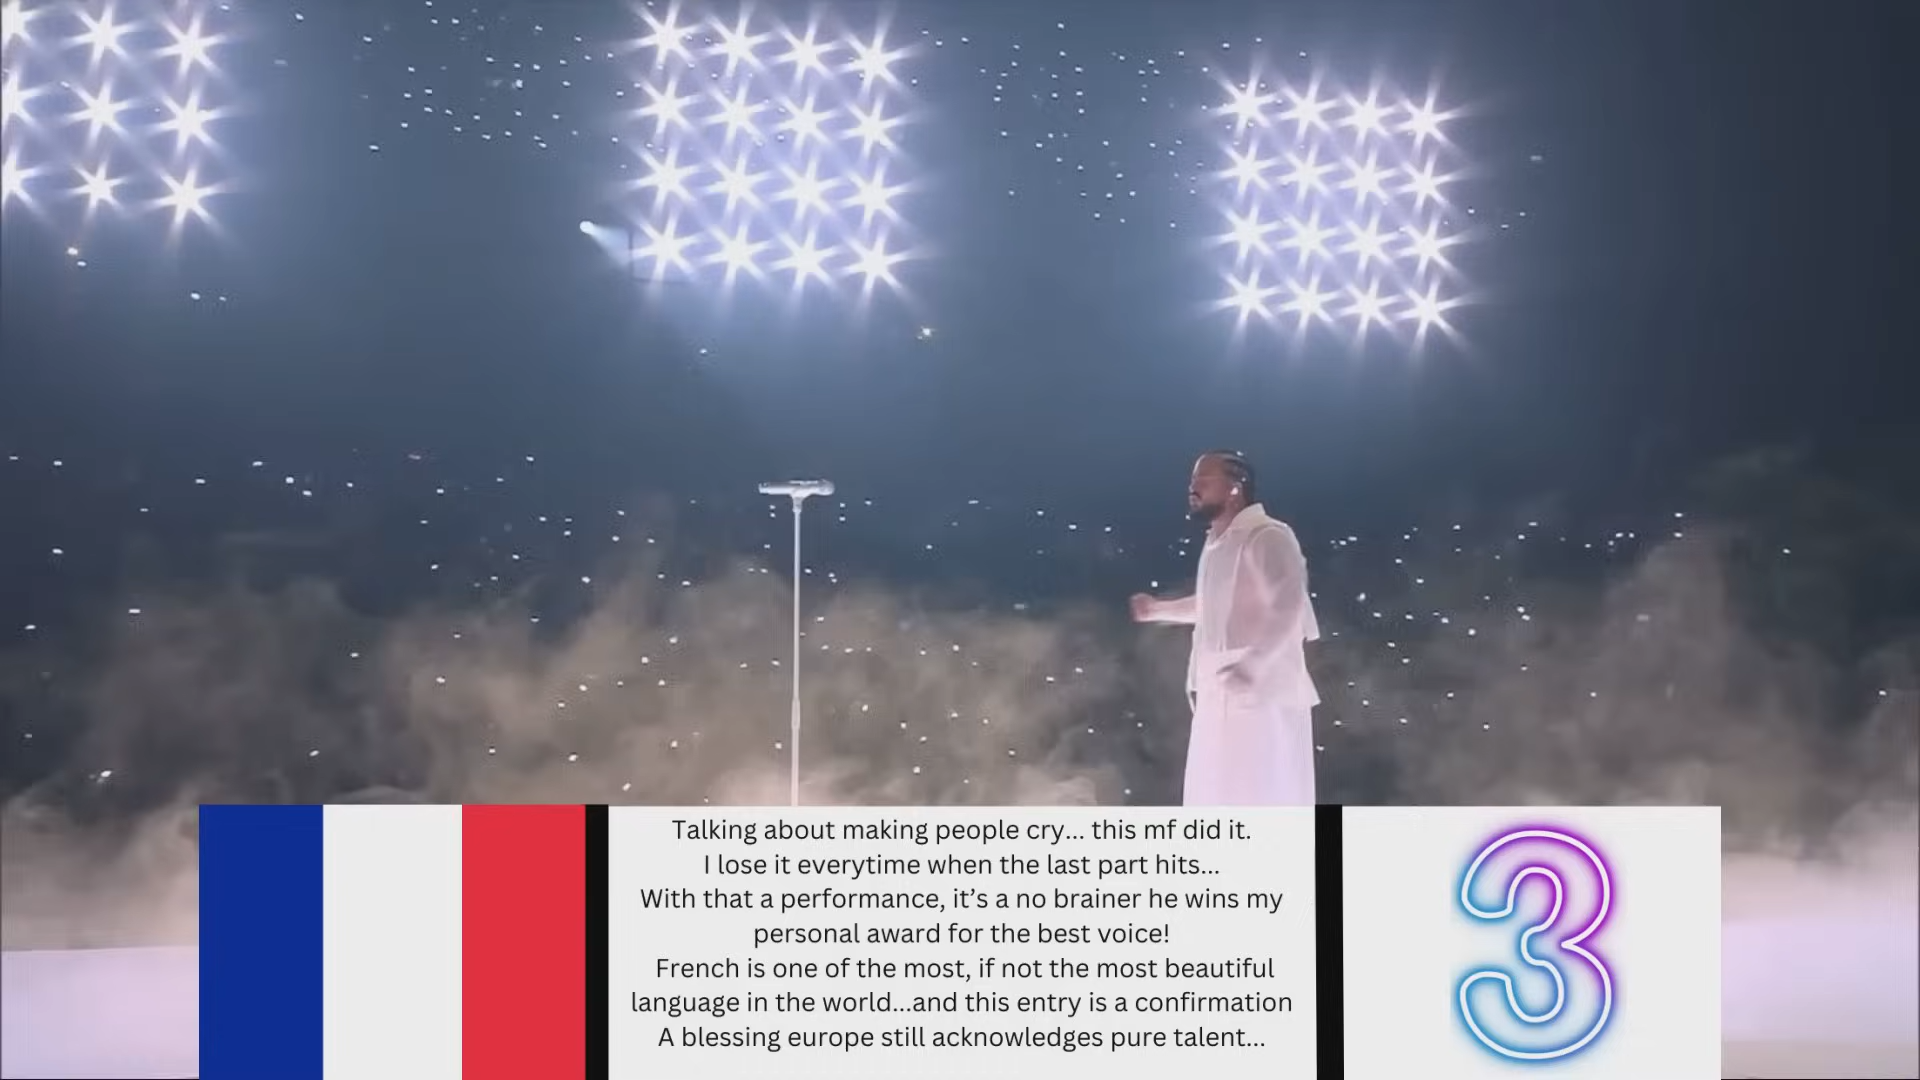 Talking about making people cry... this mf did it.
I lose it everytime when the last part hits...
With that a performance, it’s a no brainer he wins my
personal award for the best voice!
French is one of the most, if not the most beautiful
language in the world...and this entry is a confirmation
A blessing europe still acknowledges pure talent...
3